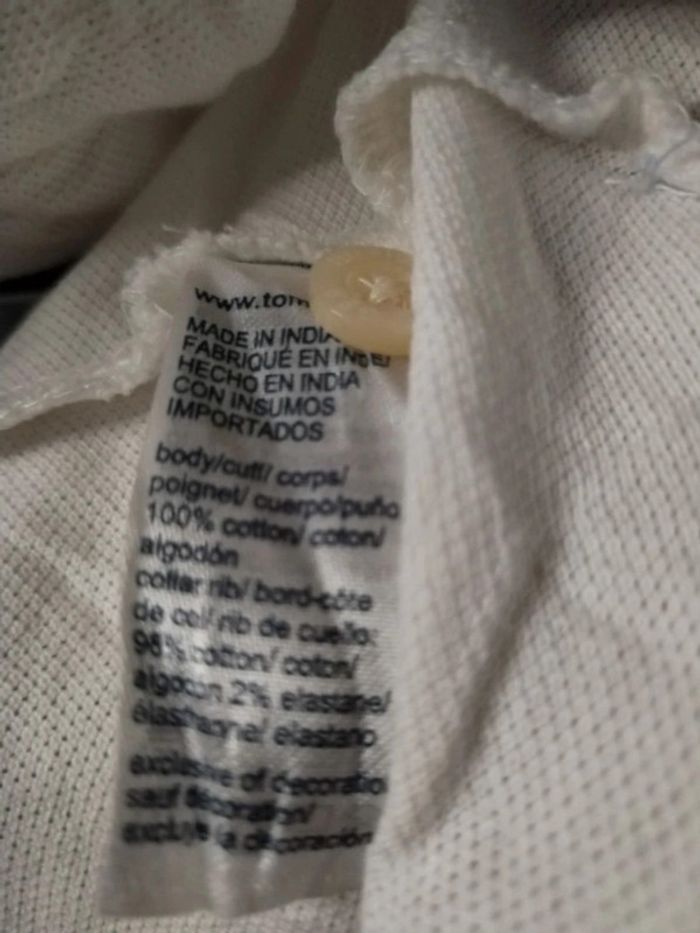 www.tom
MADE IN INDIA
FABRIQUÉ EN INDE/
HECHO EN INDIA
CON INSUMOS
IMPORTADOS
body/cuff/ corps/
poignet/ cuerpo/puño
100% cotton/ coton/
algodón
collar rib/ bord-côte
de col/ rib de cuello:
98% cotton/ coton/
algodon 2% elastane/
élasthanne/ elastano
exclusive of decoration
sauf décoration/
excluye la decoración